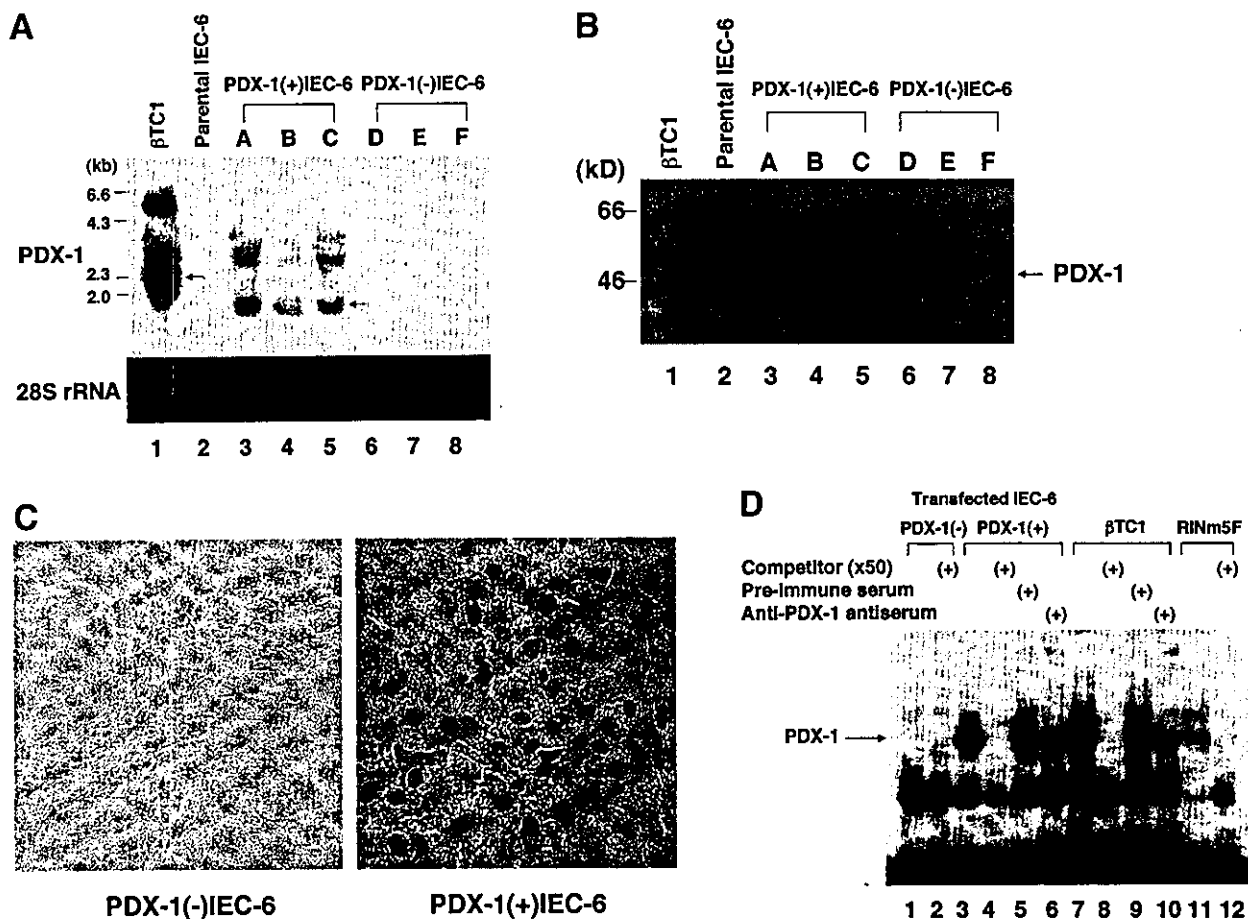 A
βTC1
Parental IEC-6
PDX-1(+)IEC-6 PDX-1(-)IEC-6
A B C D E F
(kb)
6.6
4.3
PDX-1
2.3
2.0
28S rRNA
1 2 3 4 5 6 7 8
B
βTC1
Parental IEC-6
PDX-1(+)IEC-6 PDX-1(-)IEC-6
A B C D E F
(kD)
66
46
PDX-1
1 2 3 4 5 6 7 8
C
PDX-1(-)IEC-6 PDX-1(+)IEC-6
D
Transfected IEC-6
PDX-1(-) PDX-1(+) βTC1 RINm5F
Competitor (x50) (+) (+) (+) (+)
Pre-immune serum (+) (+)
Anti-PDX-1 antiserum (+) (+)
PDX-1
1 2 3 4 5 6 7 8 9 10 11 12